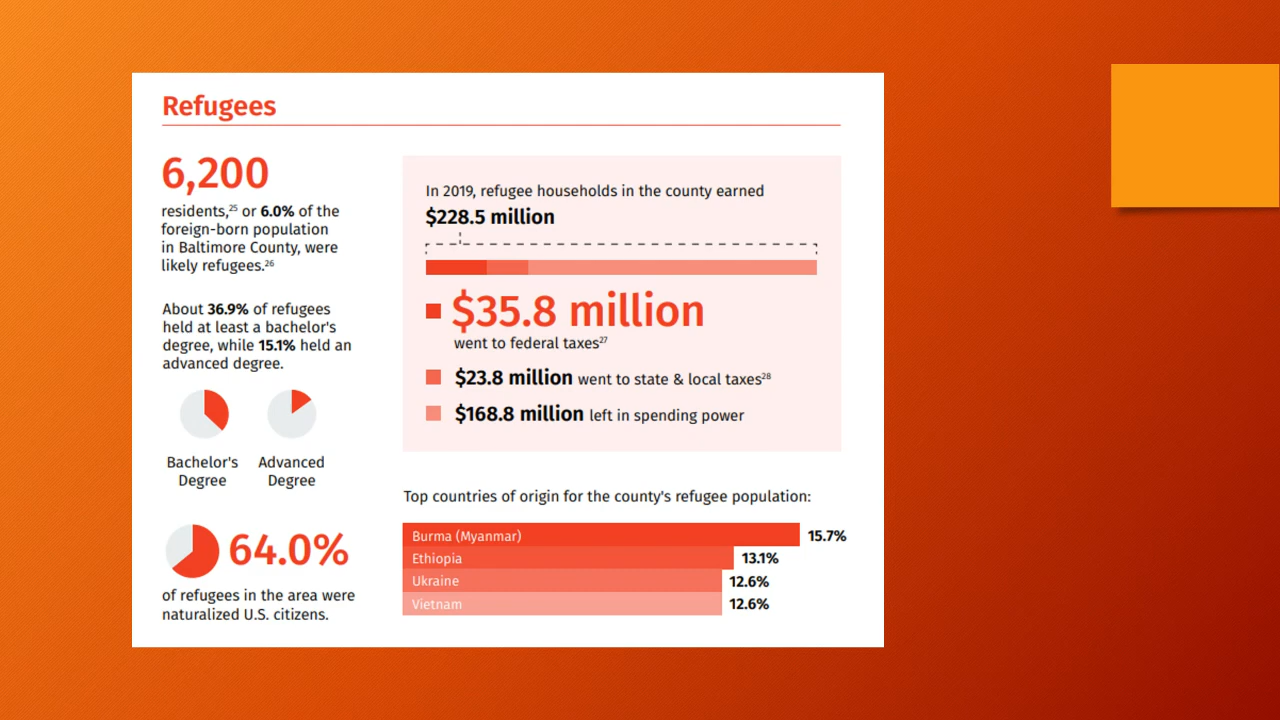 Refugees
6,200
residents,25 or 6.0% of the
foreign-born population
in Baltimore County, were
likely refugees.26
About 36.9% of refugees
held at least a bachelor's
degree, while 15.1% held an
advanced degree.
Bachelor's
Degree
Advanced
Degree
64.0%
of refugees in the area were
naturalized U.S. citizens.
In 2019, refugee households in the county earned
$228.5 million
$35.8 million
went to federal taxes27
$23.8 million went to state & local taxes28
$168.8 million left in spending power
Top countries of origin for the county's refugee population:
Burma (Myanmar) 15.7%
Ethiopia 13.1%
Ukraine 12.6%
Vietnam 12.6%